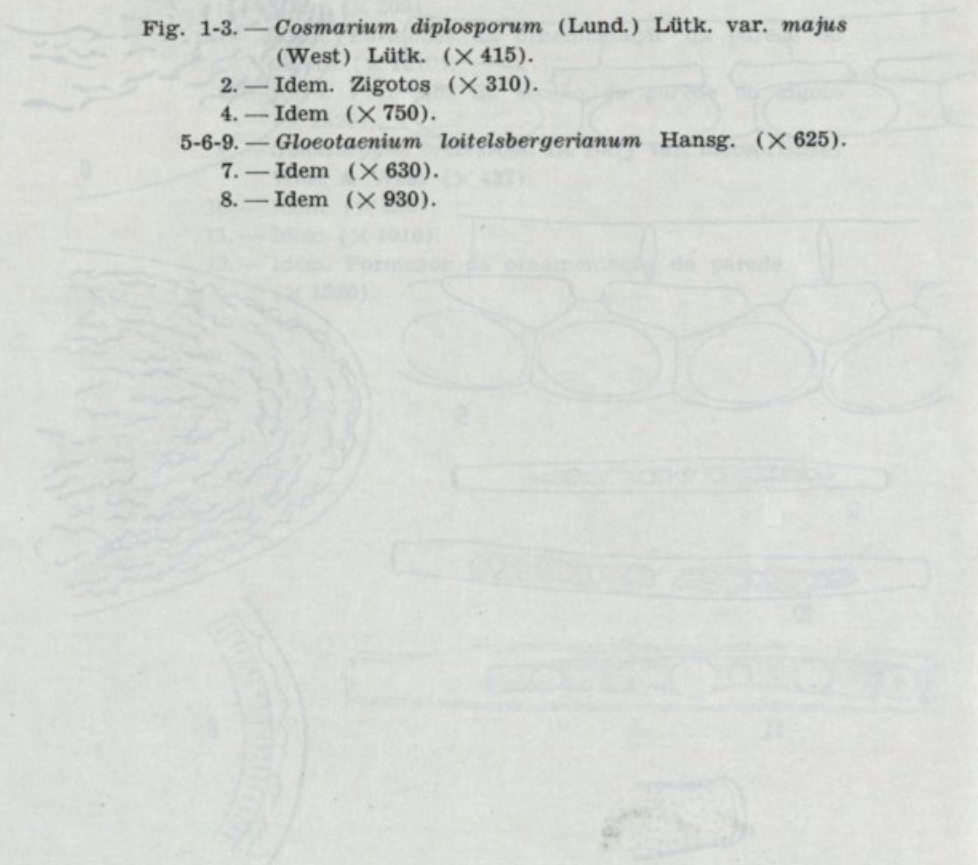 Fig. 1-3. — Cosmarium diplosporum (Lund.) Lütk. var. majus
(West) Lütk. (× 415).
2. — Idem. Zigotos (× 310).
4. — Idem (× 750).
5-6-9. — Gloeotaenium loitelsbergerianum Hansg. (× 625).
7. — Idem (× 630).
8. — Idem (× 930).